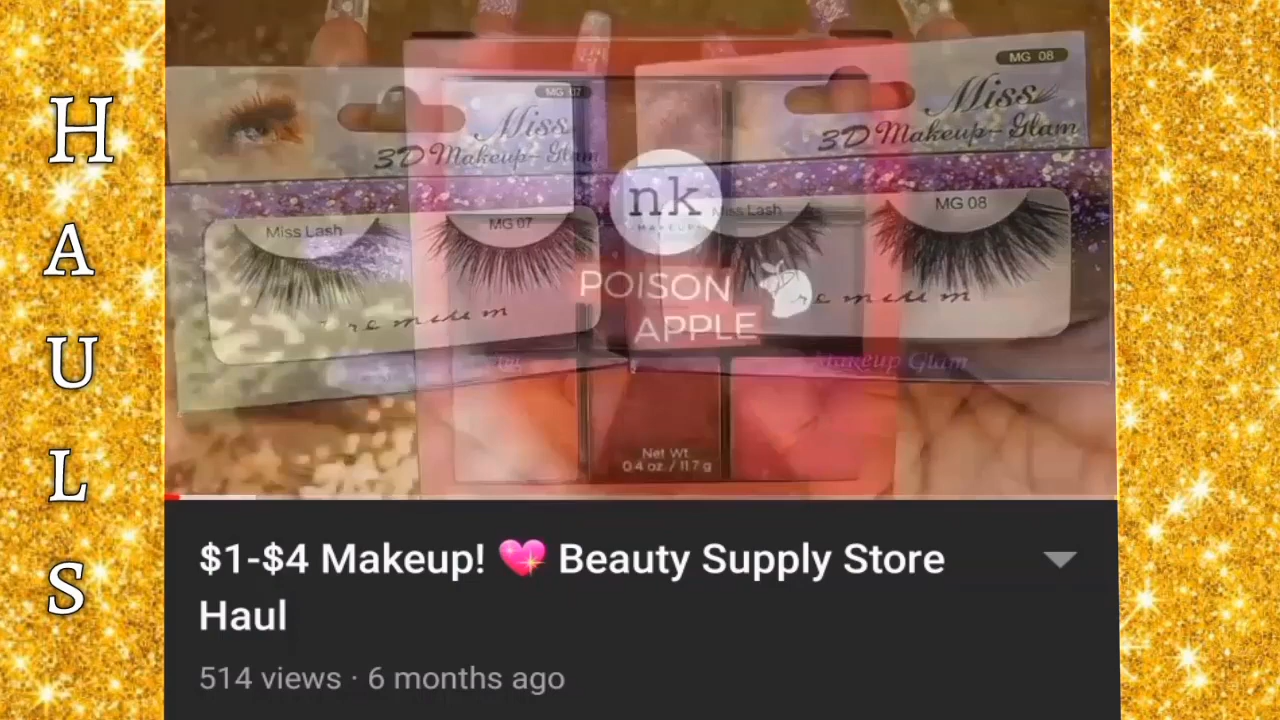 H
A
U
L
S
MG 07
Miss
3D Makeup-Glam
MG 08
Miss
3D Makeup-Glam
nk
MAKEUP
Miss Lash
MG 07
Miss Lash
MG 08
POISON
APPLE
Makeup Glam
Net Wt.
0.4 oz. / 11.7 g
$1-$4 Makeup! 💖 Beauty Supply Store
Haul
514 views · 6 months ago